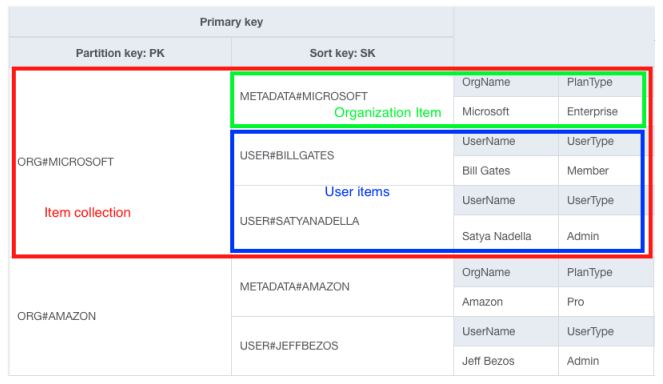 Primary key
Partition key: PK Sort key: SK
OrgName PlanType
METADATA#MICROSOFT
Organization Item Microsoft Enterprise
UserName UserType
USER#BILLGATES
ORG#MICROSOFT
Bill Gates Member
User items UserName UserType
Item collection
USER#SATYANADELLA
Satya Nadella Admin
OrgName PlanType
METADATA#AMAZON
Amazon Pro
ORG#AMAZON
UserName UserType
USER#JEFFBEZOS
Jeff Bezos Admin